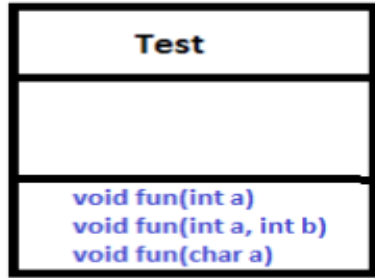 Test
void fun(int a)
void fun(int a, int b)
void fun(char a)